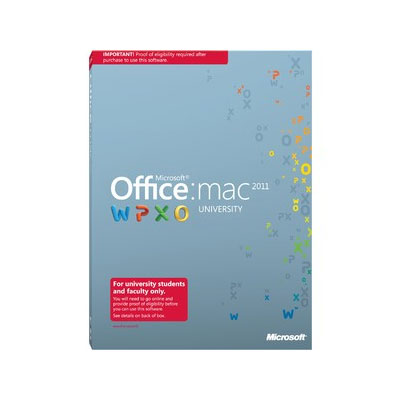 IMPORTANT! Proof of eligibility required after
purchase to use this software.
Microsoft®
Office:mac 2011
W P X O UNIVERSITY
For university students
and faculty only.
You will need to go online and
provide proof of eligibility before
you can use this software.
See details on back of box.
Microsoft®